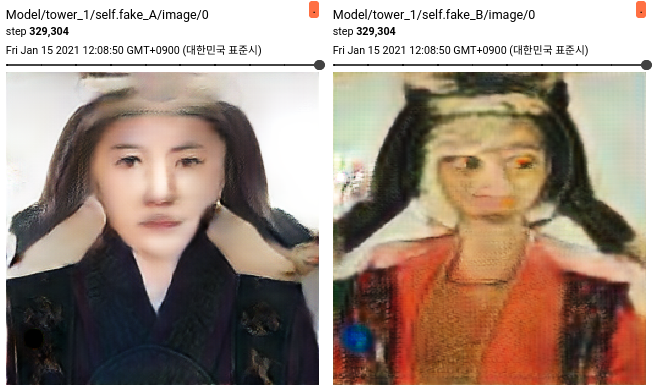 Model/tower_1/self.fake_A/image/0
step 329,304
Fri Jan 15 2021 12:08:50 GMT+0900 (대한민국 표준시)
Model/tower_1/self.fake_B/image/0
step 329,304
Fri Jan 15 2021 12:08:50 GMT+0900 (대한민국 표준시)